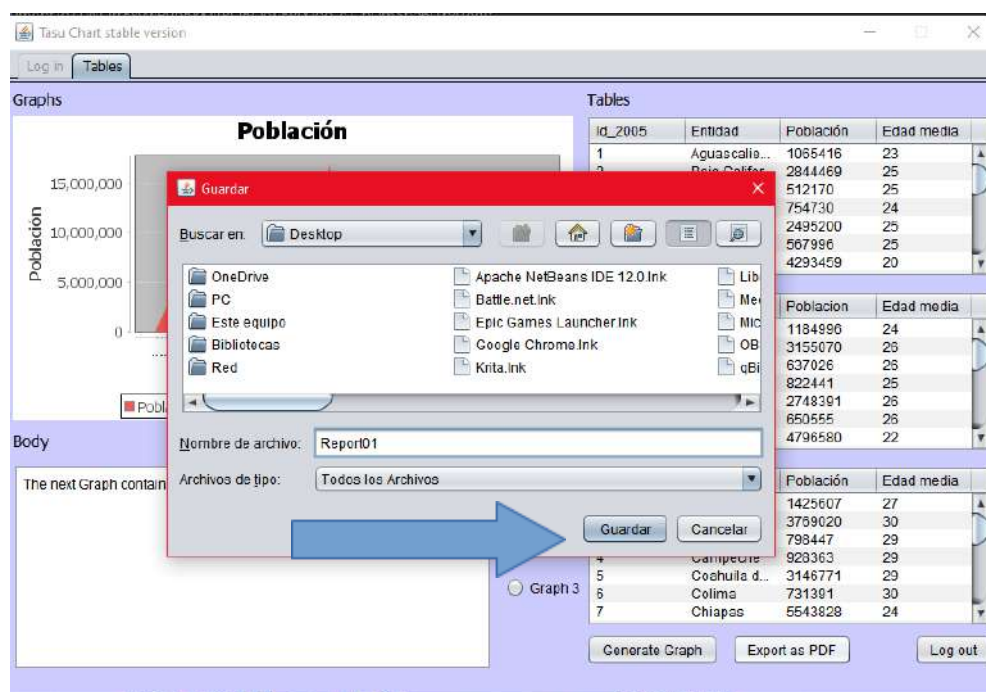 Tasu Chart stable version
Log in Tables
Graphs
Población
Población
15,000,000
10,000,000
5,000,000
0
Body
The next Graph contain
Tables
Id_2005 Entidad Población Edad media
1 Aguascalie... 1065416 23
2844469 25
512170 25
754730 24
2495200 25
567996 25
4293459 20
Poblacion Edad media
1184996 24
3155070 26
637026 26
822441 25
2748391 26
650555 26
4796580 22
Población Edad media
1425607 27
3769020 30
798447 29
4 Campeche 928363 29
5 Coahuila d... 3146771 29
6 Colima 731391 30
7 Chiapas 5543828 24
Graph 3
Generate Graph Export as PDF Log out
Guardar
Buscar en: Desktop
OneDrive
PC
Este equipo
Bibliotecas
Red
Apache NetBeans IDE 12.0.lnk
Battle.net.lnk
Epic Games Launcher.lnk
Google Chrome.lnk
Krita.lnk
Lib
Mic
OB
qBi
Nombre de archivo: Report01
Archivos de tipo: Todos los Archivos
Guardar Cancelar